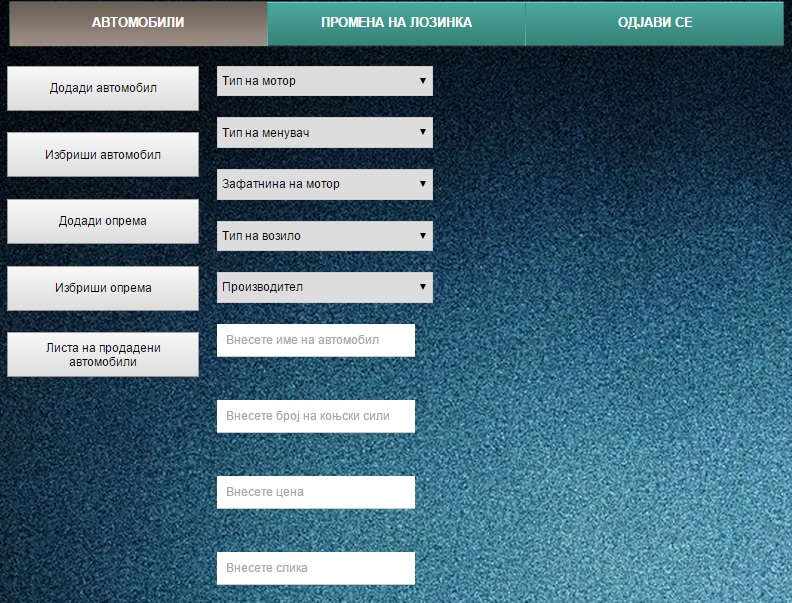 АВТОМОБИЛИ
ПРОМЕНА НА ЛОЗИНКА
ОДЈАВИ СЕ
Додади автомобил
Избриши автомобил
Додади опрема
Избриши опрема
Листа на продадени
автомобили
Тип на мотор
Тип на менувач
Зафатнина на мотор
Тип на возило
Производител
Внесете име на автомобил
Внесете број на коњски сили
Внесете цена
Внесете слика